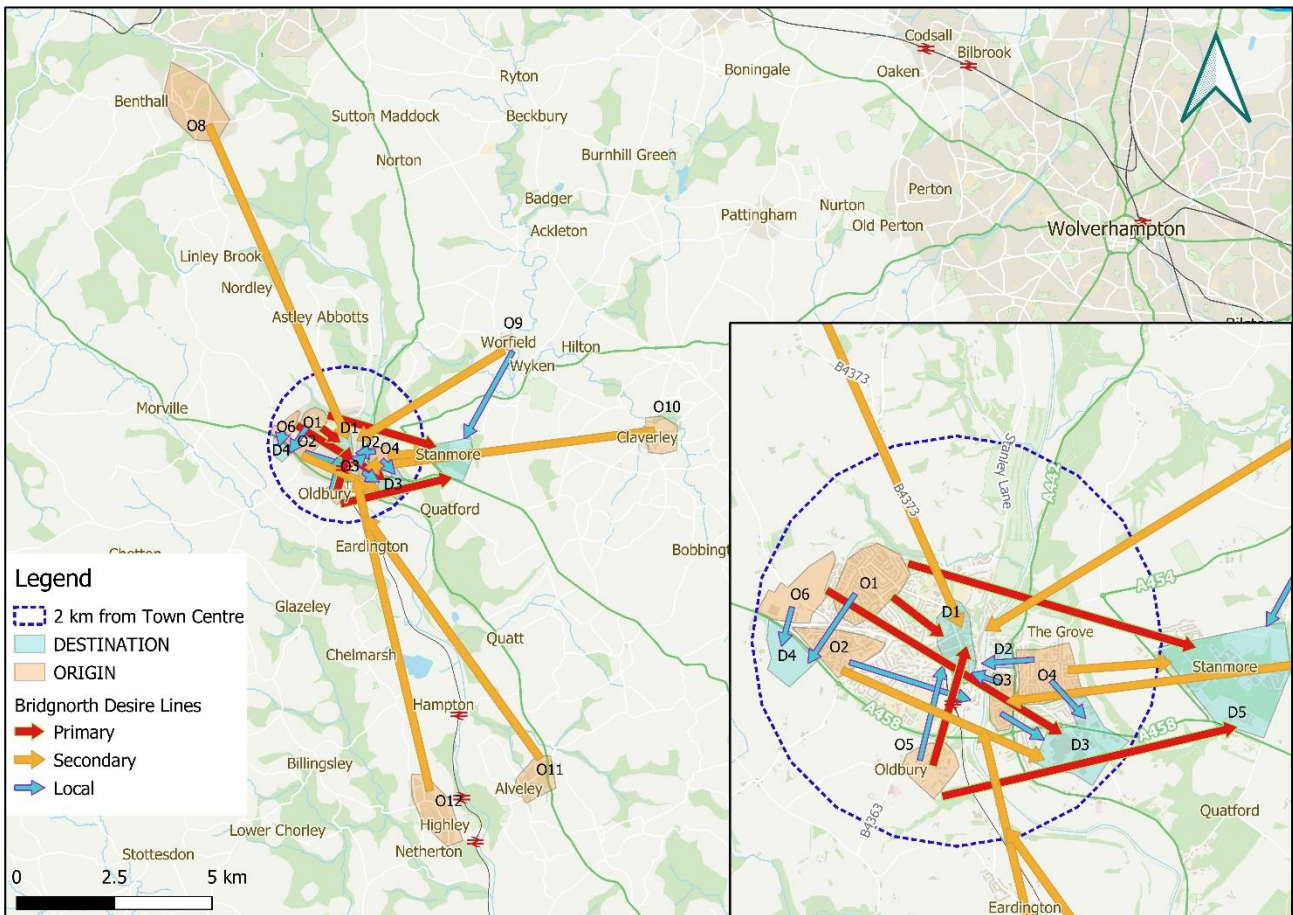 Codsall
Bilbrook
Oaken
Boningale
Ryton
Beckbury
Benthall
O8
Sutton Maddock
Norton
Burnhill Green
Badger
Ackleton
Perton
Nurton
Pattingham
Old Perton
Wolverhampton
Linley Brook
Nordley
Astley Abbotts
O9
Worfield
Hilton
Wyken
Morville
O10
Claverley
O6
O1
D1
D4
O2
D2
O4
O3
Stanmore
D3
Oldbury
Quatford
Eardington
Bobbingt
Glazeley
Quatt
Chelmarsh
Hampton
Billingsley
O11
Alveley
O12
Highley
Lower Chorley
Netherton
Stottesdon
Legend
2 km from Town Centre
DESTINATION
ORIGIN
Bridgnorth Desire Lines
Primary
Secondary
Local
0 2.5 5 km
B4373
B4373
Stanley Lane
A442
A454
O1
O6
D1
The Grove
O2
D4
D2
O3
O4
Stanmore
D5
A458
A458
D3
O5
Oldbury
B4363
Quatford
Eardington